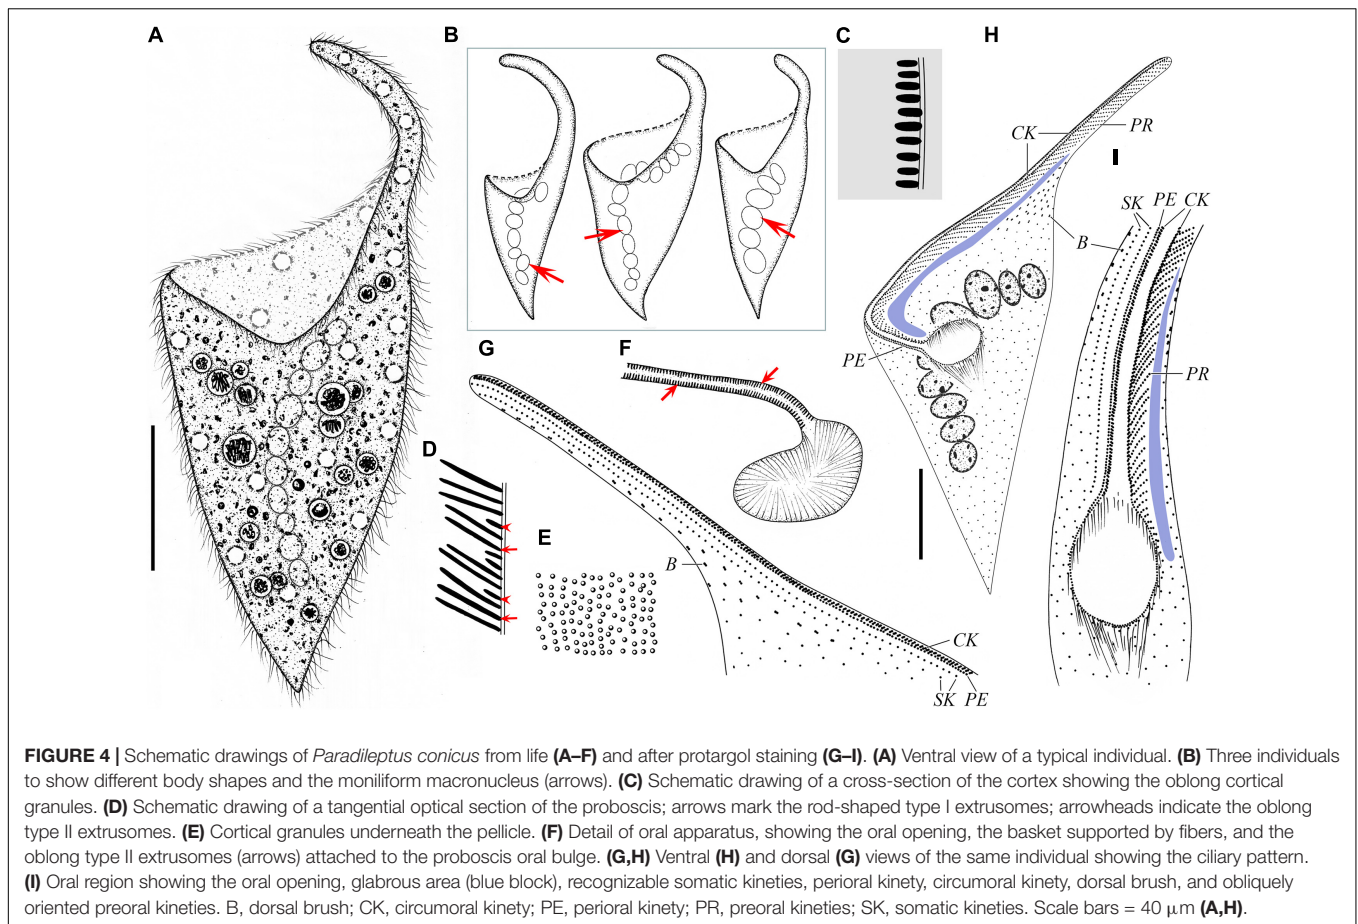 A
B
C
H
CK
PR
I
SK PE CK
B
PE
PR
G
F
D
E
B
CK
SK PE
FIGURE 4 | Schematic drawings of Paradileptus conicus from life (A–F) and after protargol staining (G–I). (A) Ventral view of a typical individual. (B) Three individuals
to show different body shapes and the moniliform macronucleus (arrows). (C) Schematic drawing of a cross-section of the cortex showing the oblong cortical
granules. (D) Schematic drawing of a tangential optical section of the proboscis; arrows mark the rod-shaped type I extrusomes; arrowheads indicate the oblong
type II extrusomes. (E) Cortical granules underneath the pellicle. (F) Detail of oral apparatus, showing the oral opening, the basket supported by fibers, and the
oblong type II extrusomes (arrows) attached to the proboscis oral bulge. (G,H) Ventral (H) and dorsal (G) views of the same individual showing the ciliary pattern.
(I) Oral region showing the oral opening, glabrous area (blue block), recognizable somatic kineties, perioral kinety, circumoral kinety, dorsal brush, and obliquely
oriented preoral kineties. B, dorsal brush; CK, circumoral kinety; PE, perioral kinety; PR, preoral kineties; SK, somatic kineties. Scale bars = 40 μm (A,H).